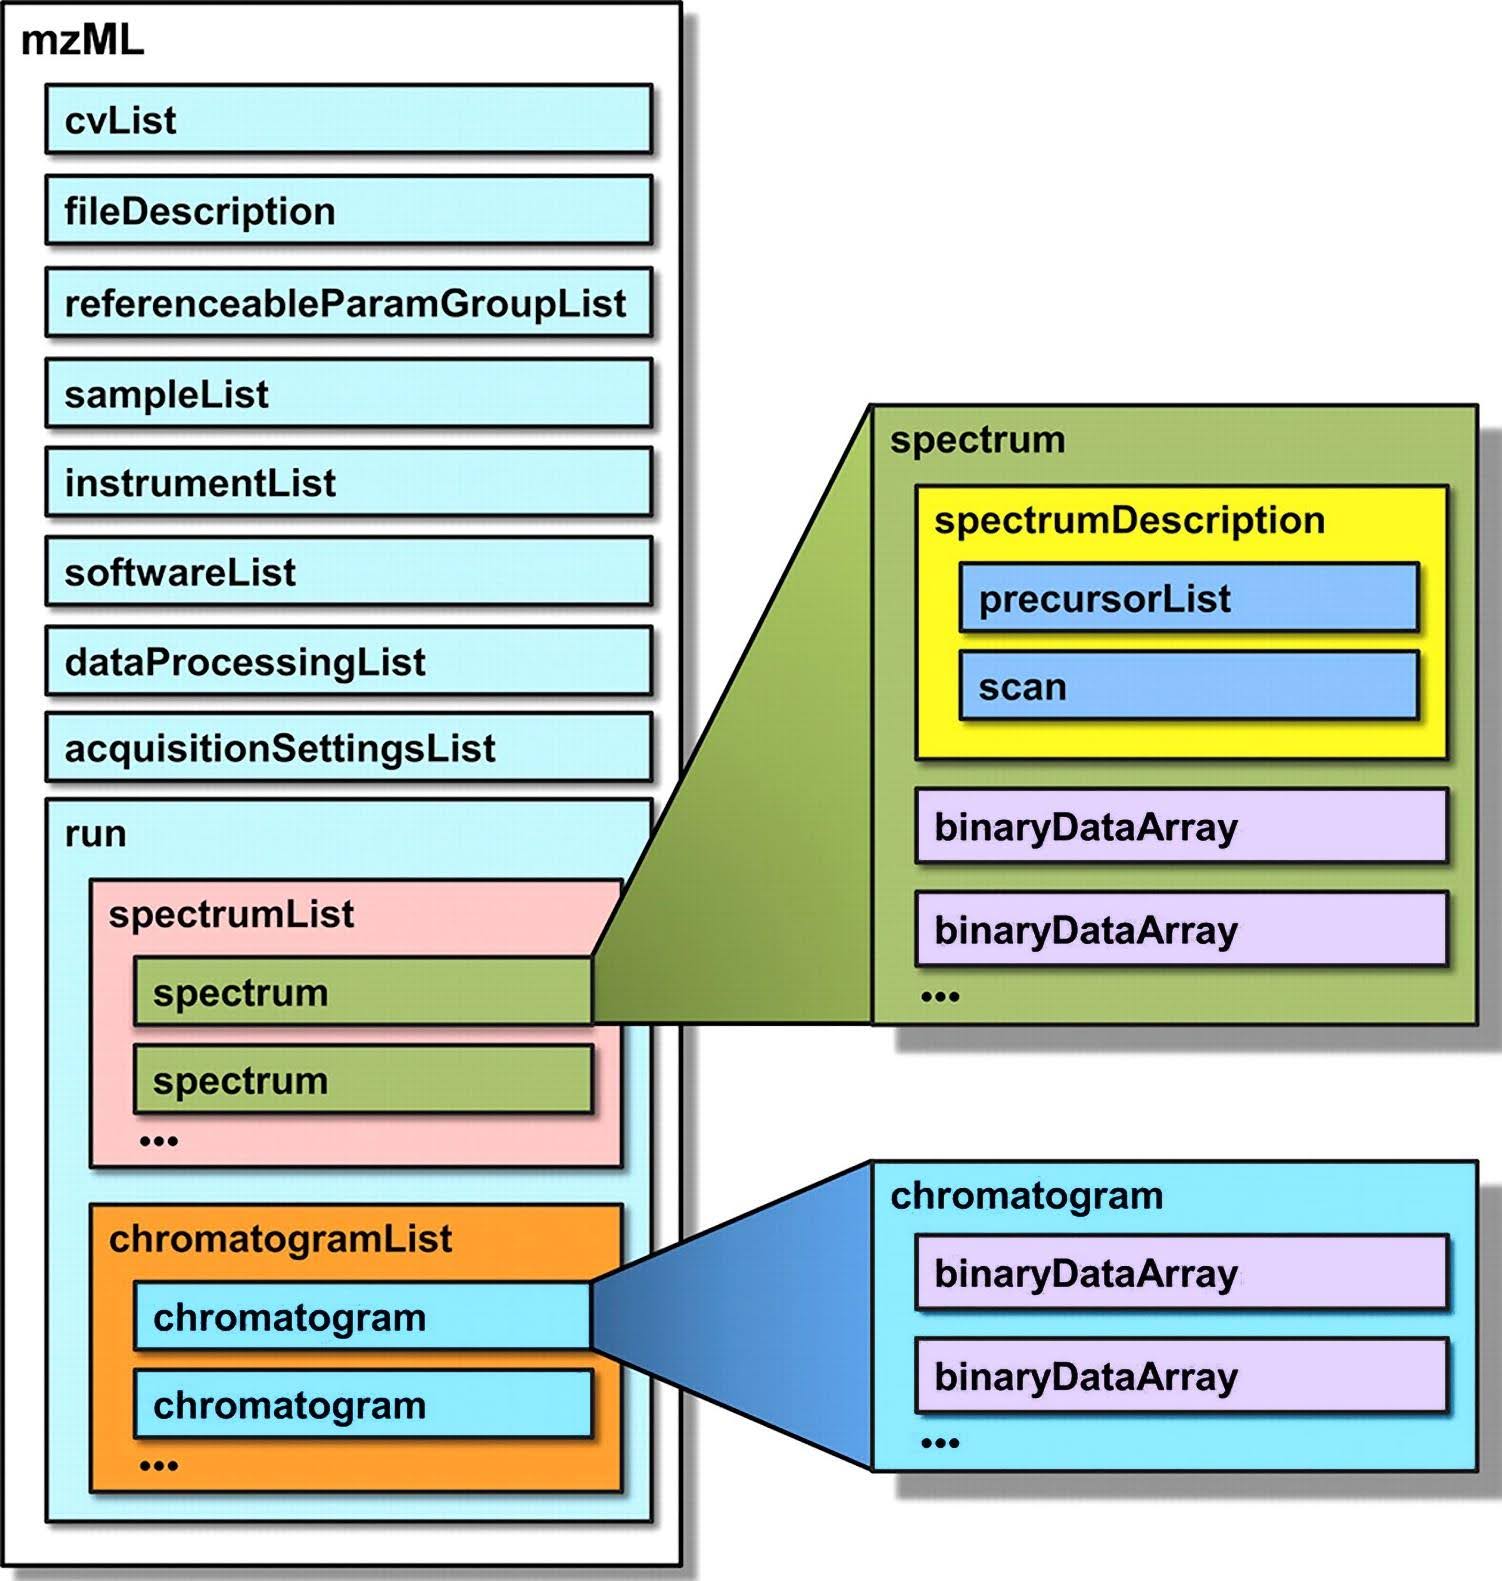 mzML
cvList
fileDescription
referenceableParamGroupList
sampleList
instrumentList
softwareList
dataProcessingList
acquisitionSettingsList
run
spectrumList
spectrum
spectrum
...
chromatogramList
chromatogram
chromatogram
...
spectrum
spectrumDescription
precursorList
scan
binaryDataArray
binaryDataArray
...
chromatogram
binaryDataArray
binaryDataArray
...